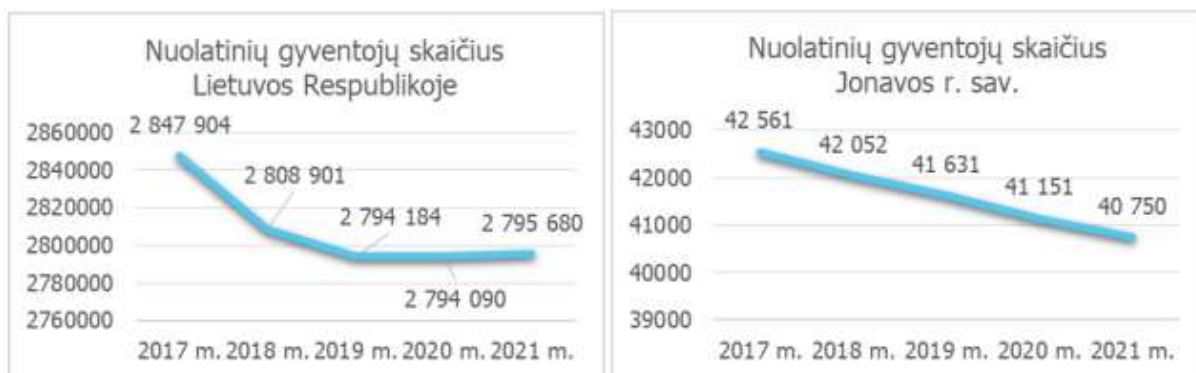 Nuolatinių gyventojų skaičius
Lietuvos Respublikoje
2860000
2840000
2820000
2800000
2780000
2760000
2 847 904
2 808 901
2 794 184
2 794 090
2 795 680
2017 m. 2018 m. 2019 m. 2020 m. 2021 m.
Nuolatinių gyventojų skaičius
Jonavos r. sav.
43000
42000
41000
40000
39000
42 561
42 052
41 631
41 151
40 750
2017 m. 2018 m. 2019 m. 2020 m. 2021 m.